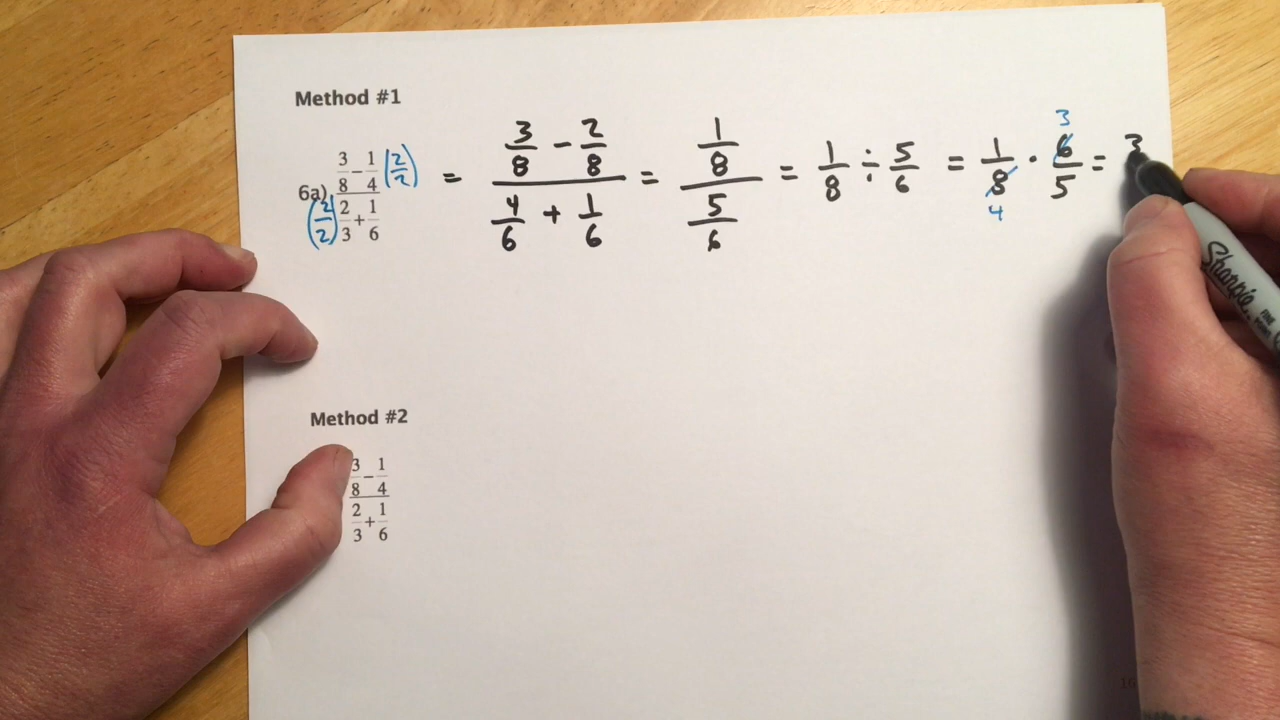 Method #1
6a) (3/8 - 1/4 (2/2)) / ((2/2) 2/3 + 1/6) = (3/8 - 2/8) / (4/6 + 1/6) = (1/8) / (5/6) = 1/8 ÷ 5/6 = 1/8 4 · 3 6/5 = 3
Method #2
(3/8 - 1/4) / (2/3 + 1/6)
Sharpie.
FINE